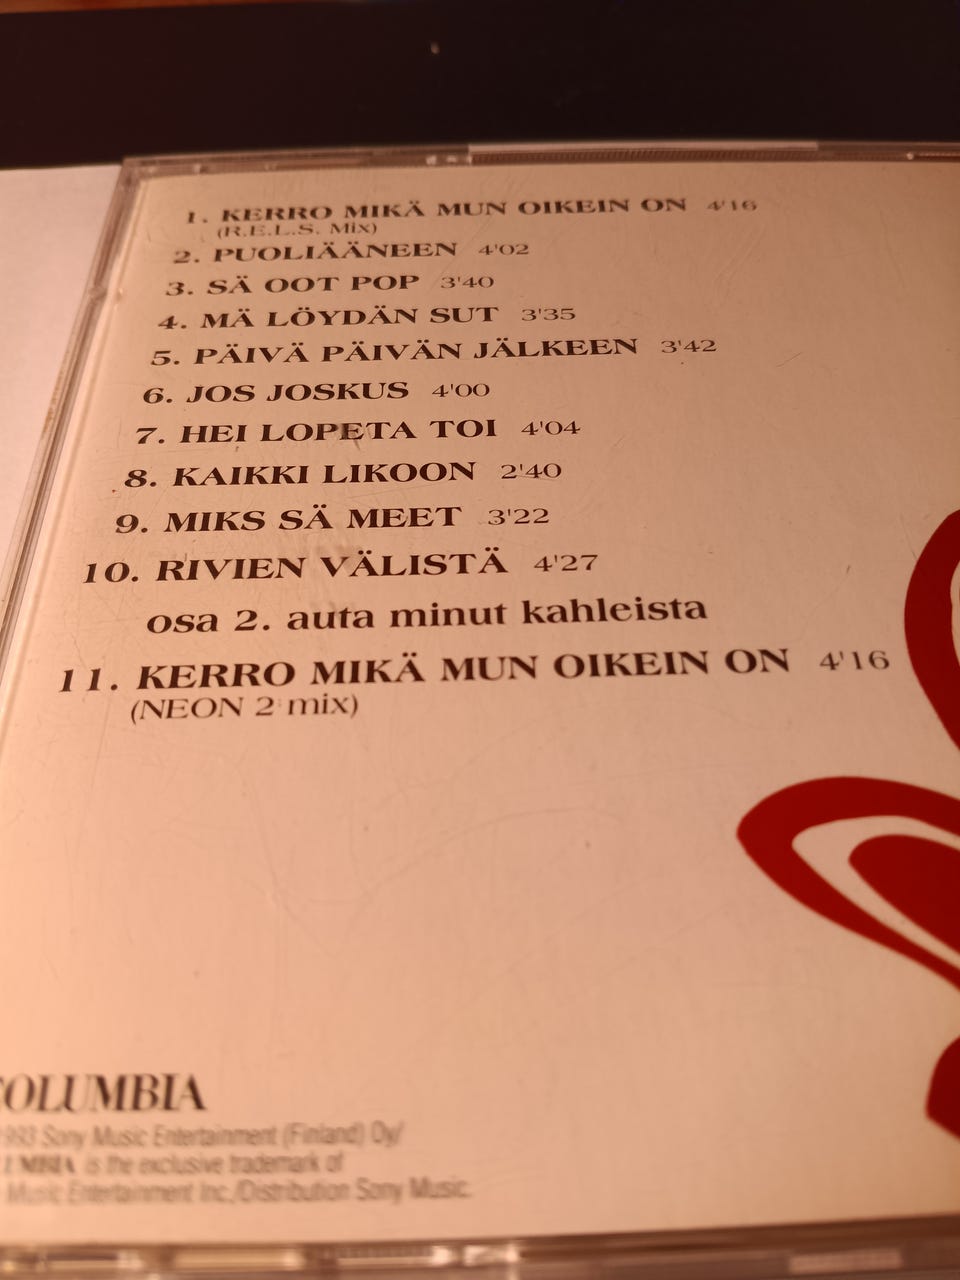 1. KERRO MIKÄ MUN OIKEIN ON 4'16
(R.E.L.S. Mix)
2. PUOLIÄÄNEEN 4'02
3. SÄ OOT POP 3'40
4. MÄ LÖYDÄN SUT 3'35
5. PÄIVÄ PÄIVÄN JÄLKEEN 3'42
6. JOS JOSKUS 4'00
7. HEI LOPETA TOI 4'04
8. KAIKKI LIKOON 2'40
9. MIKS SÄ MEET 3'22
10. RIVIEN VÄLISTÄ 4'27
osa 2. auta minut kahleista
11. KERRO MIKÄ MUN OIKEIN ON 4'16
(NEON 2 mix)
OLUMBIA
1993 Sony Music Entertainment (Finland) Oy/
UMBIA is the exclusive trademark of
Music Entertainment Inc./Distribution Sony Music